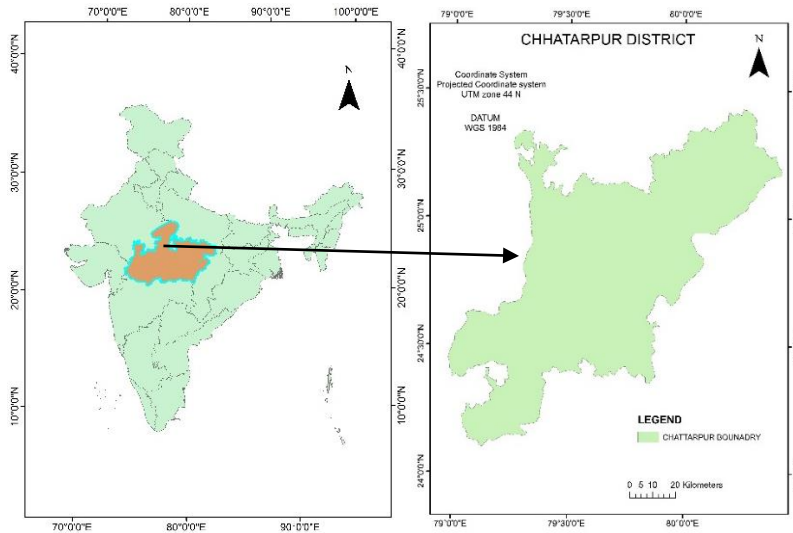 70°0'0"E 80°0'0"E 90°0'0"E 100°0'0"E
40°0'0"N
30°0'0"N
20°0'0"N
10°0'0"N
N
40°0'0"N
30°0'0"N
20°0'0"N
10°0'0"N
70°0'0"E 80°0'0"E 90°0'0"E
79°0'0"E 79°30'0"E 80°0'0"E
CHHATARPUR DISTRICT
N
Coordinate System
Projected Coordinate system
UTM zone 44 N
DATUM
WGS 1984
25°30'0"N
25°0'0"N
24°30'0"N
24°0'0"N
LEGEND
CHATTARPUR BOUNADRY
0 5 10 20 Kilometers
79°0'0"E 79°30'0"E 80°0'0"E